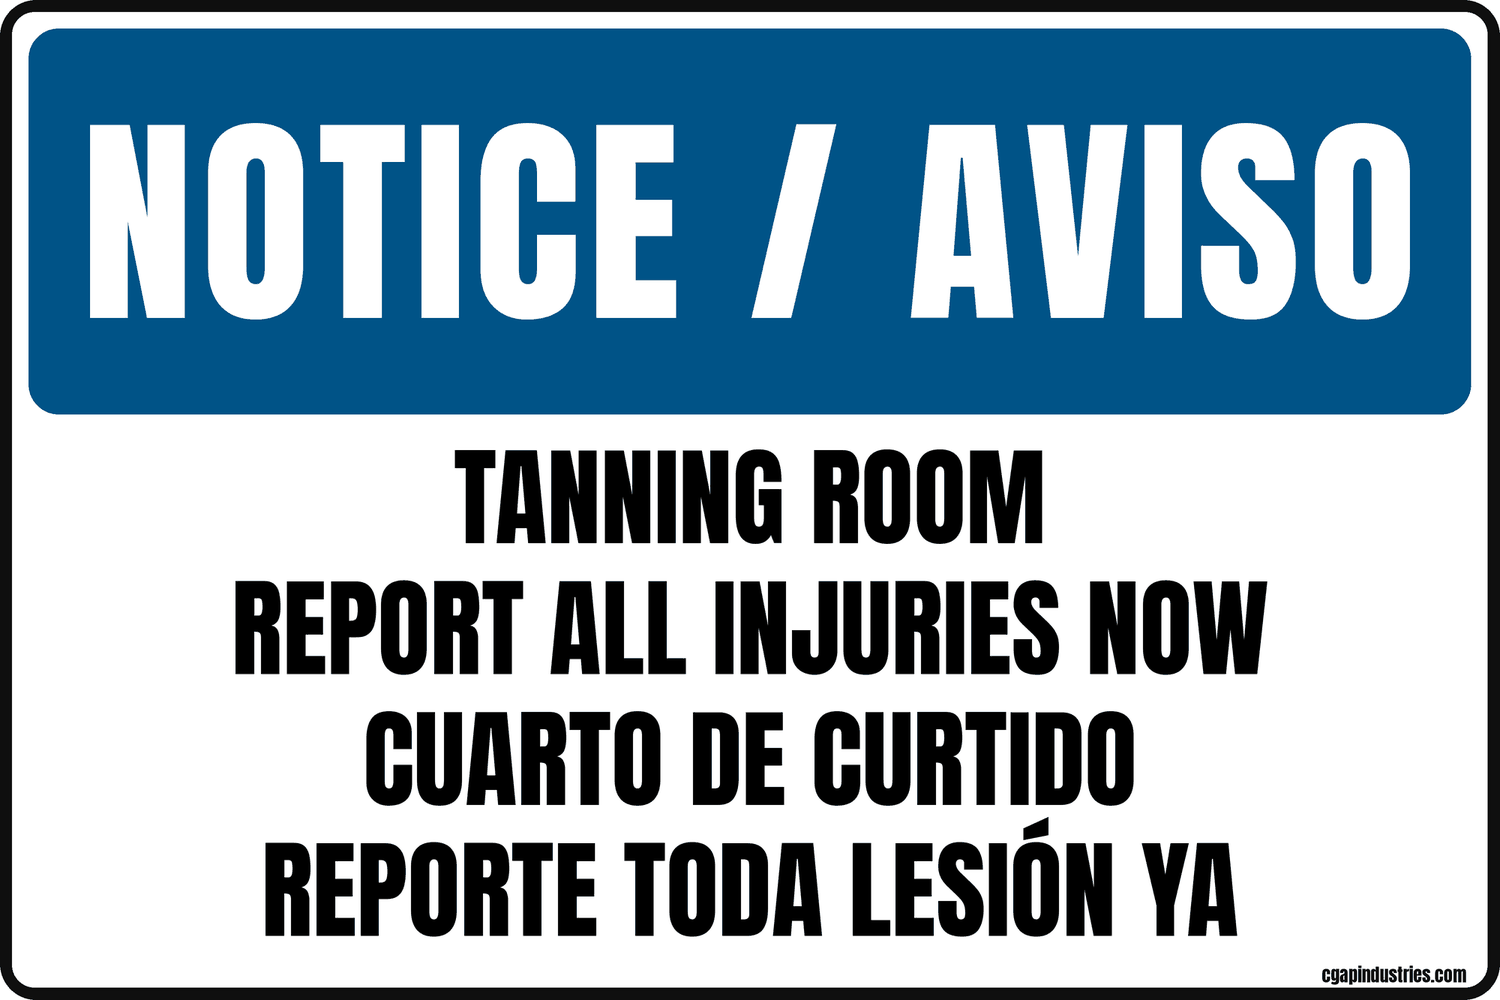 NOTICE / AVISO
TANNING ROOM
REPORT ALL INJURIES NOW
CUARTO DE CURTIDO
REPORTE TODA LESIÓN YA
cgapindustries.com